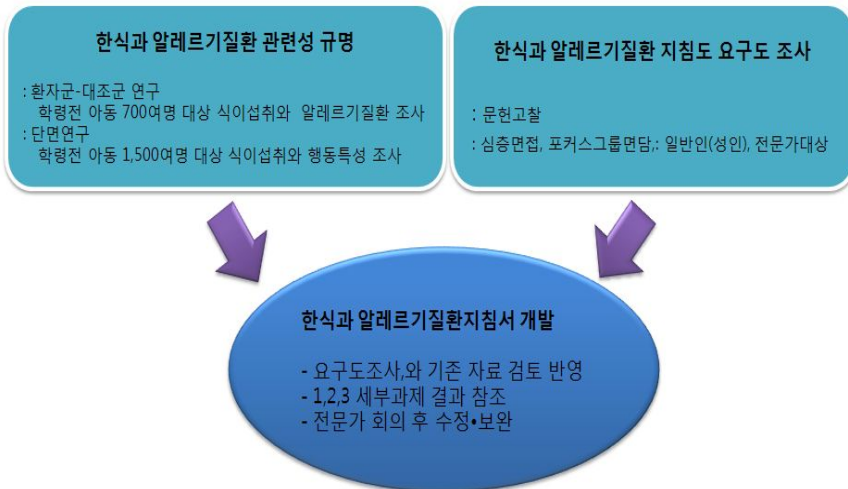 한식과 알레르기질환 관련성 규명
: 환자군-대조군 연구
학령전 아동 700여명 대상 식이섭취와 알레르기질환 조사
: 단면연구
학령전 아동 1,500여명 대상 식이섭취와 행동특성 조사
한식과 알레르기질환 지침도 요구도 조사
: 문헌고찰
: 심층면접, 포커스그룹면담,: 일반인(성인), 전문가대상
한식과 알레르기질환지침서 개발
- 요구도조사,와 기존 자료 검토 반영
- 1,2,3 세부과제 결과 참조
- 전문가 회의 후 수정•보완